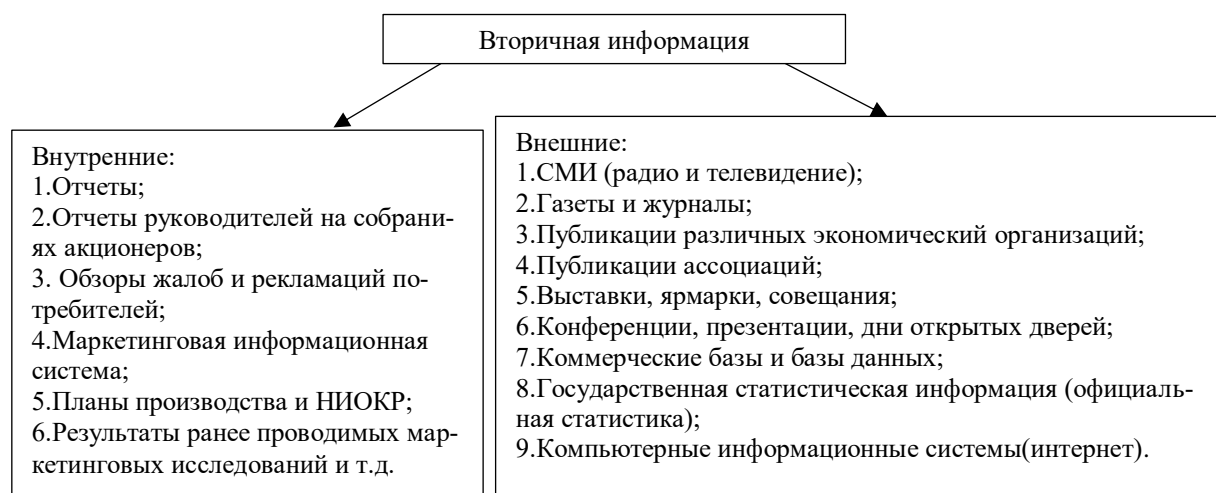 Вторичная информация
Внутренние:
1.Отчеты;
2.Отчеты руководителей на собрани-
ях акционеров;
3. Обзоры жалоб и рекламаций по-
требителей;
4.Маркетинговая информационная
система;
5.Планы производства и НИОКР;
6.Результаты ранее проводимых мар-
кетинговых исследований и т.д.
Внешние:
1.СМИ (радио и телевидение);
2.Газеты и журналы;
3.Публикации различных экономический организаций;
4.Публикации ассоциаций;
5.Выставки, ярмарки, совещания;
6.Конференции, презентации, дни открытых дверей;
7.Коммерческие базы и базы данных;
8.Государственная статистическая информация (официаль-
ная статистика);
9.Компьютерные информационные системы(интернет).